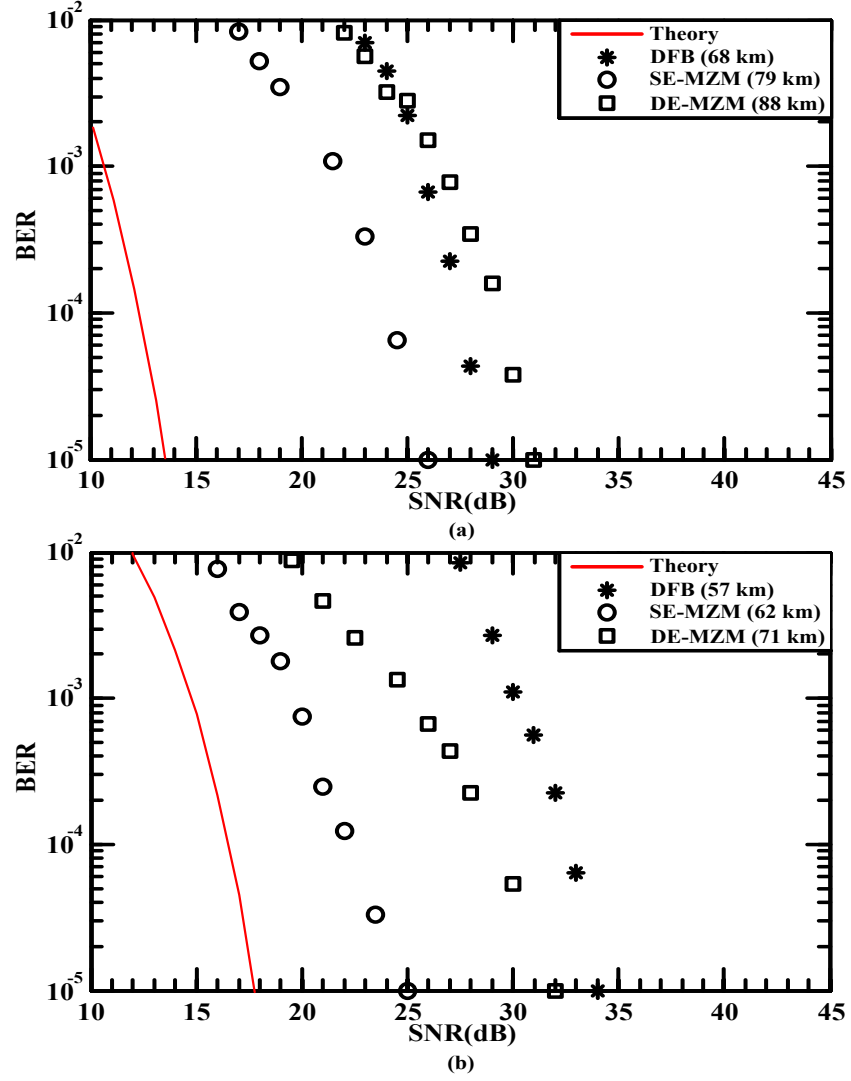 10^-2
10^-3
10^-4
10^-5
BER
Theory
DFB (68 km)
SE-MZM (79 km)
DE-MZM (88 km)
10 15 20 25 30 35 40 45
SNR(dB)
(a)
10^-2
10^-3
10^-4
10^-5
BER
Theory
DFB (57 km)
SE-MZM (62 km)
DE-MZM (71 km)
10 15 20 25 30 35 40 45
SNR(dB)
(b)